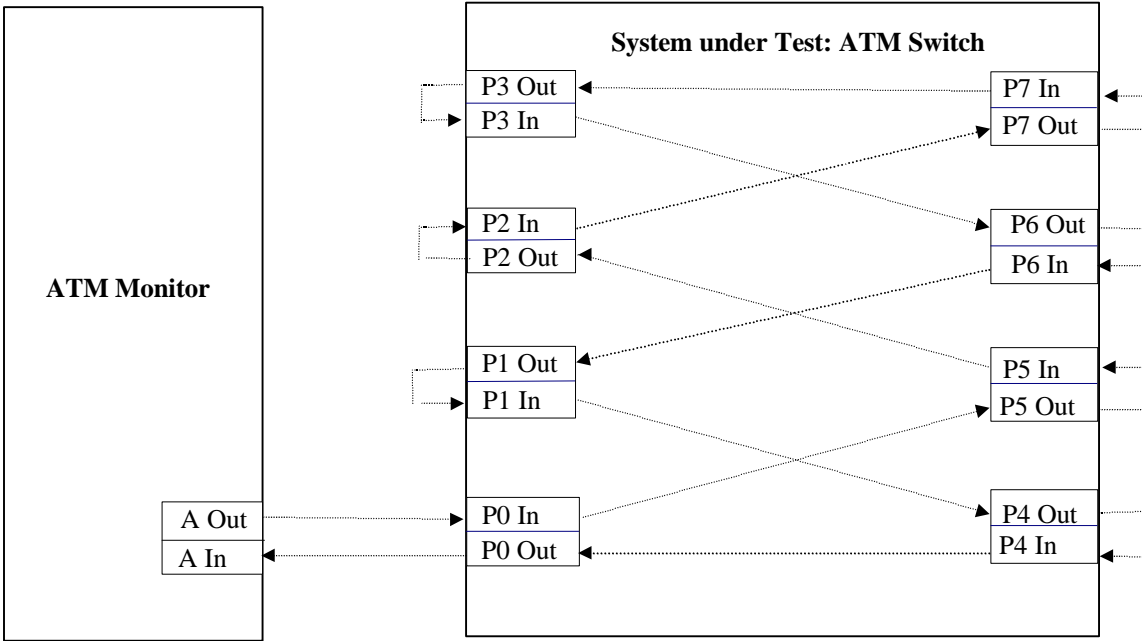 System under Test: ATM Switch
P3 Out
P3 In
P7 In
P7 Out
P2 In
P2 Out
P6 Out
P6 In
ATM Monitor
P1 Out
P1 In
P5 In
P5 Out
A Out
A In
P0 In
P0 Out
P4 Out
P4 In